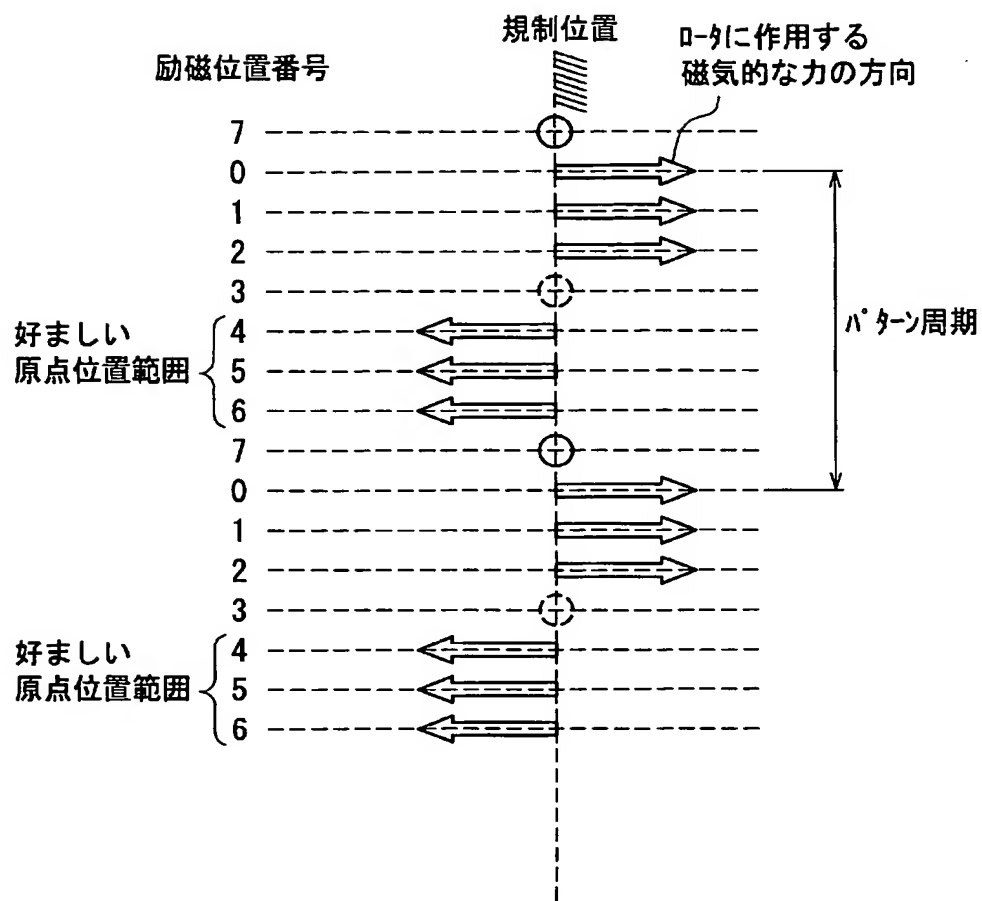 規制位置
ロータに作用する
磁気的な力の方向
励磁位置番号
7
0
1
2
3
好ましい
原点位置範囲
4
5
6
パターン周期
7
0
1
2
3
好ましい
原点位置範囲
4
5
6